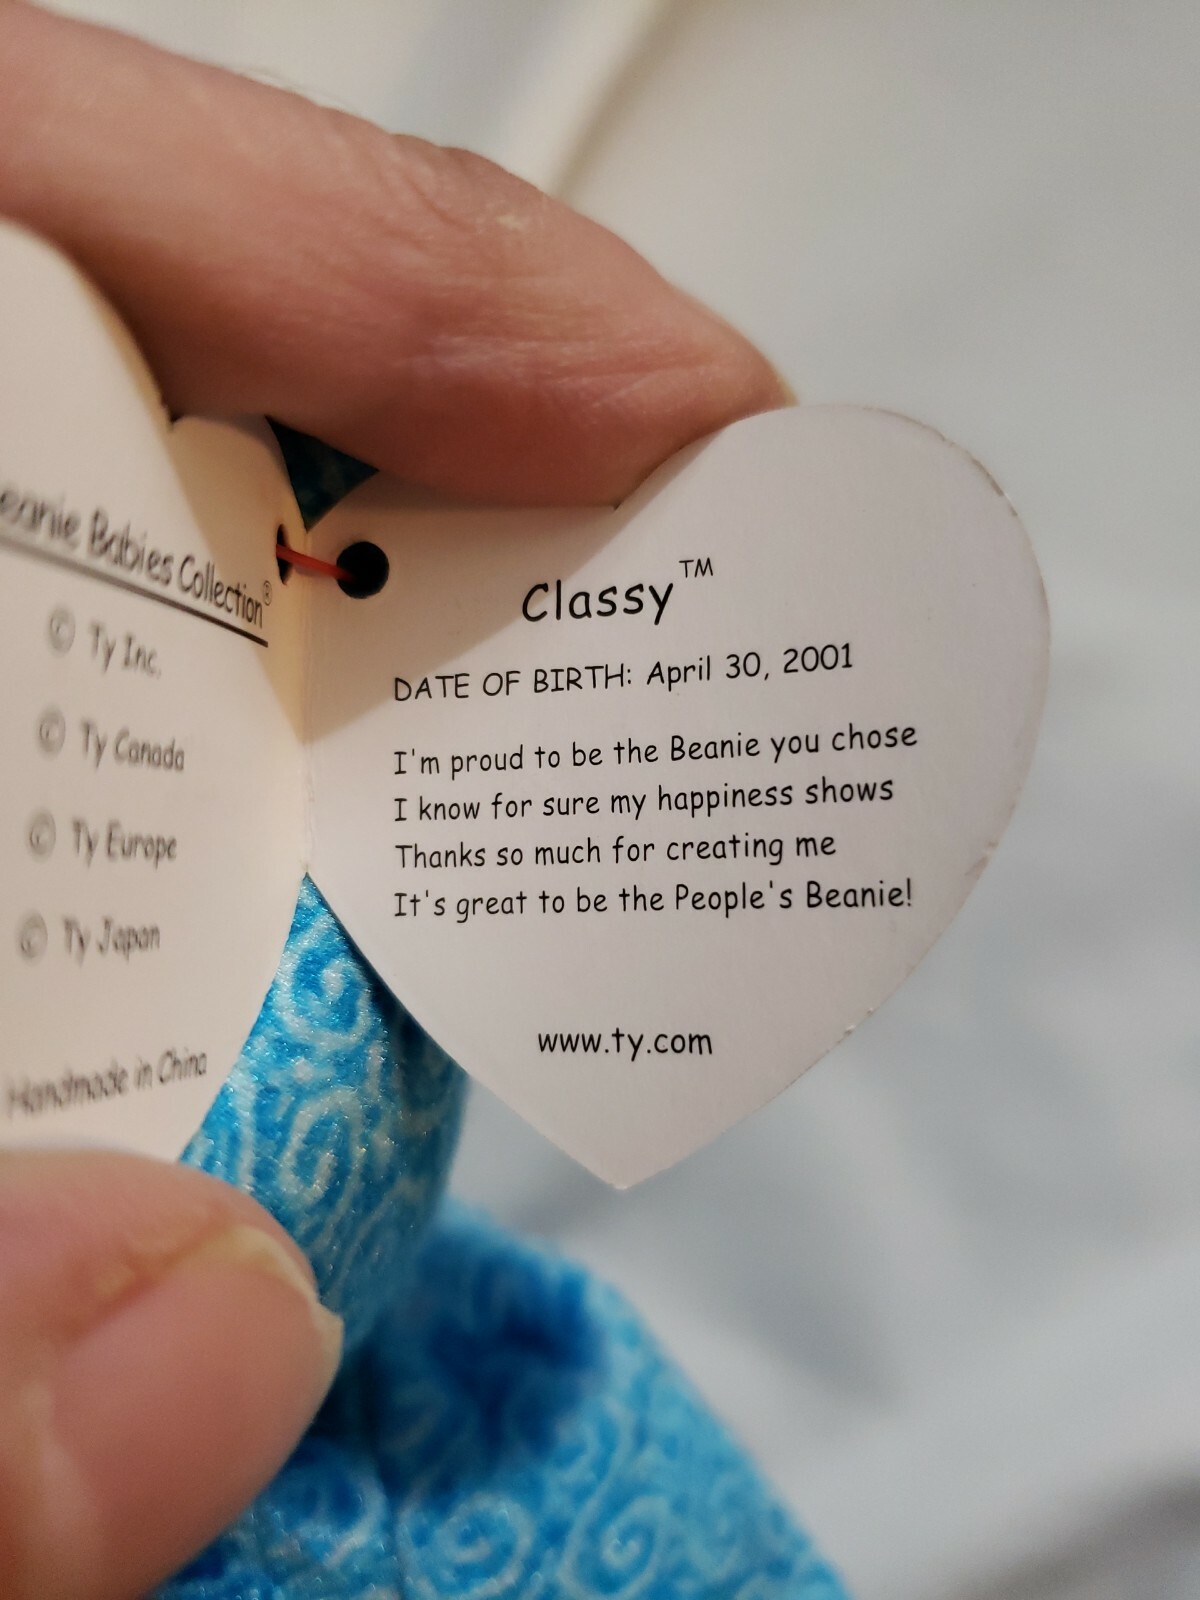 eanie Babies Collection®
© Ty Inc.
© Ty Canada
© Ty Europe
© Ty Japan
Handmade in China
Classy™
DATE OF BIRTH: April 30, 2001
I'm proud to be the Beanie you chose
I know for sure my happiness shows
Thanks so much for creating me
It's great to be the People's Beanie!
www.ty.com